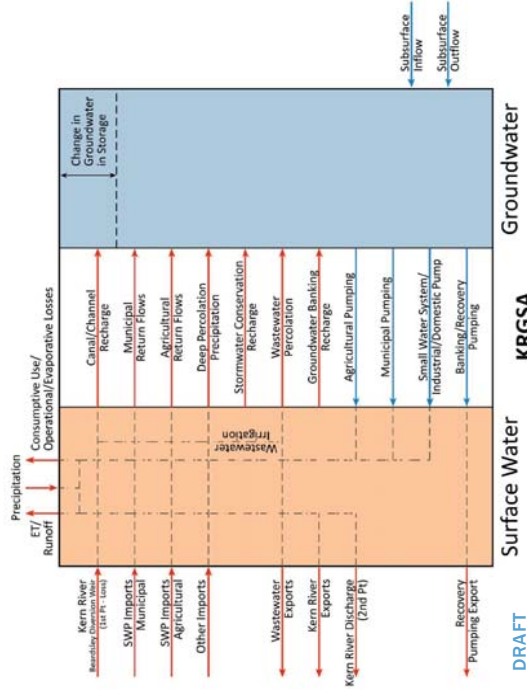 Precipitation
Consumptive Use/
Operational/Evaporative Losses
ET/
Runoff
Kern River
Beardsley Diversion Weir
(1st Pt - Loss)
SWP Imports
Municipal
SWP Imports
Agricultural
Other Imports
Wastewater
Exports
Kern River
Exports
Kern River Discharge
(2nd Pt)
Recovery
Pumping Export
Wastewater
Irrigation
Canal/Channel
Recharge
Municipal
Return Flows
Agricultural
Return Flows
Deep Percolation
Precipitation
Stormwater Conservation
Recharge
Wastewater
Percolation
Groundwater Banking
Recharge
Agricultural Pumping
Municipal Pumping
Small Water System/
Industrial/Domestic Pump
Banking/Recovery
Pumping
Change in
Groundwater
in Storage
Subsurface
Inflow
Subsurface
Outflow
Surface Water
KRGSA
Groundwater
DRAFT